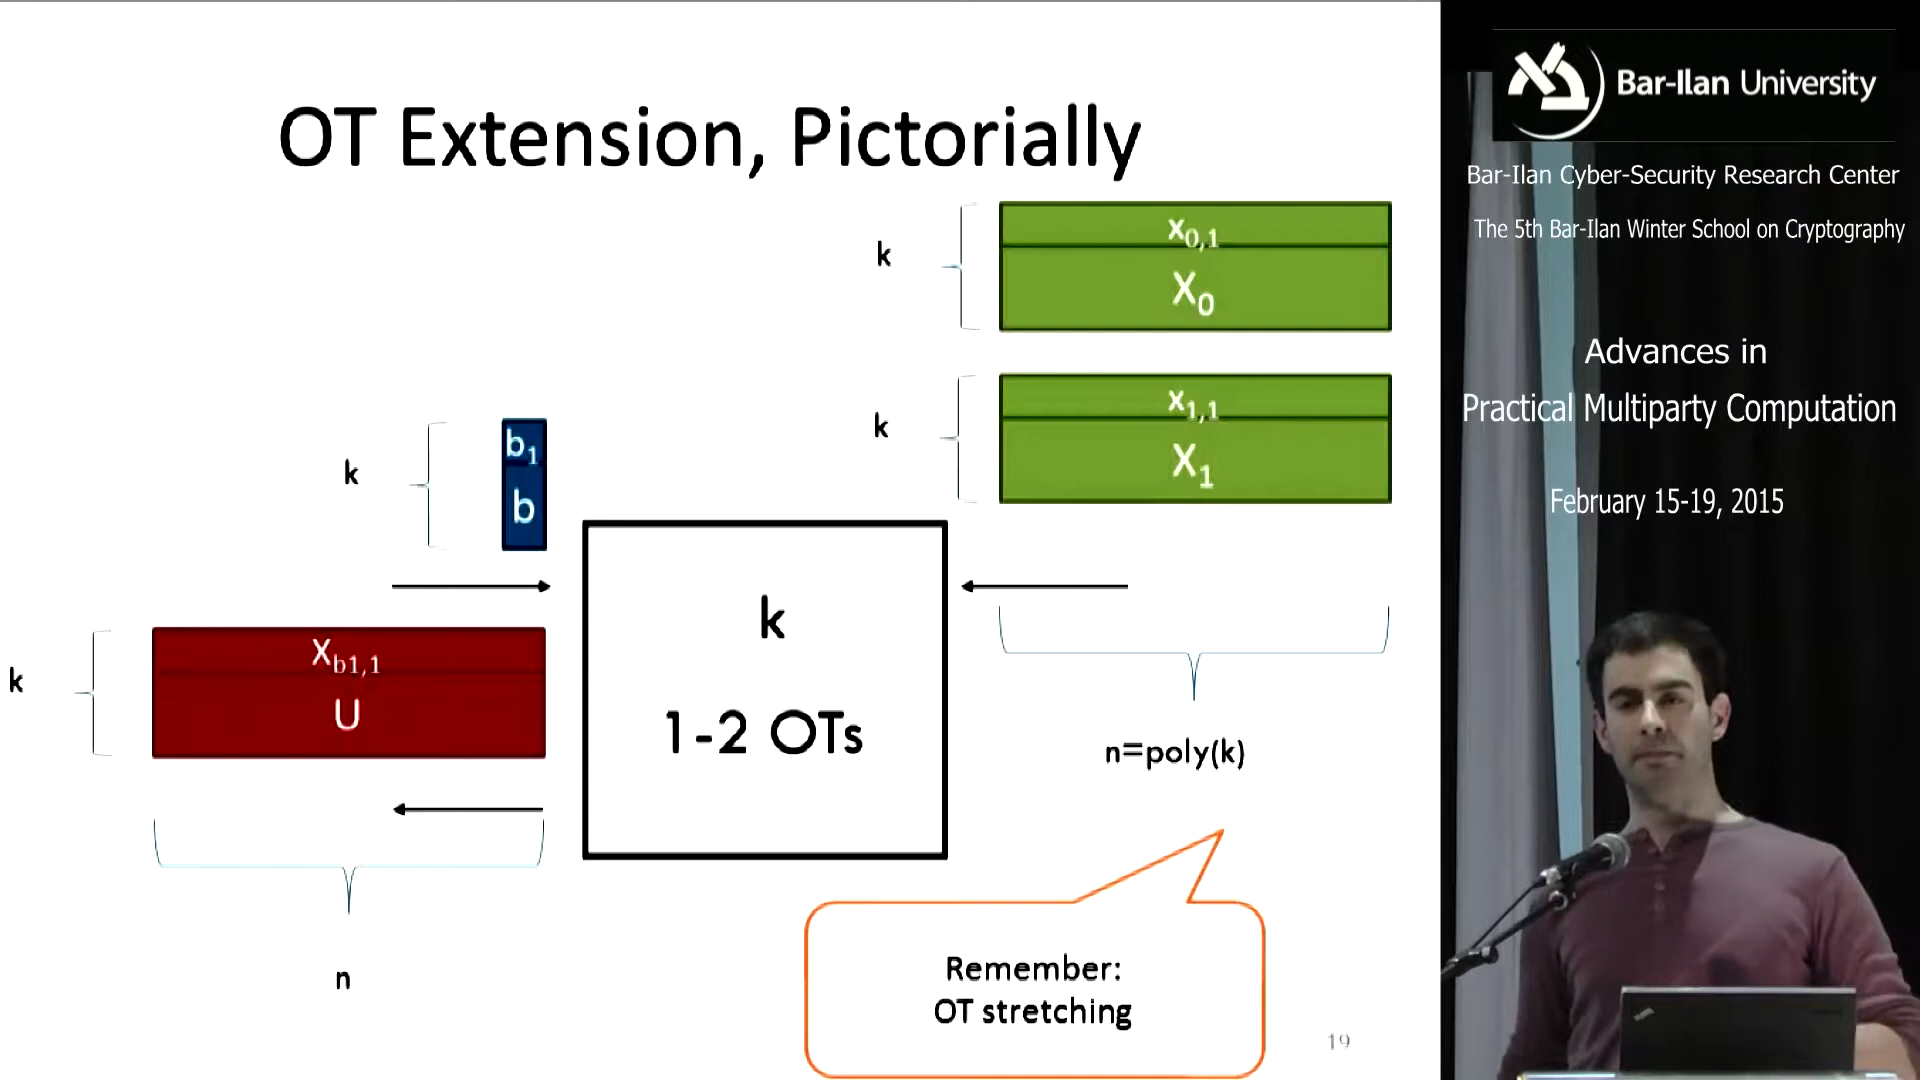 OT Extension, Pictorially
k
x0,1
X0
k
x1,1
X1
k
b1
b
k
1-2 OTs
k
Xb1,1
U
n=poly(k)
n
Remember:
OT stretching
19
Bar-Ilan University
Bar-Ilan Cyber-Security Research Center
The 5th Bar-Ilan Winter School on Cryptography
Advances in
Practical Multiparty Computation
February 15-19, 2015